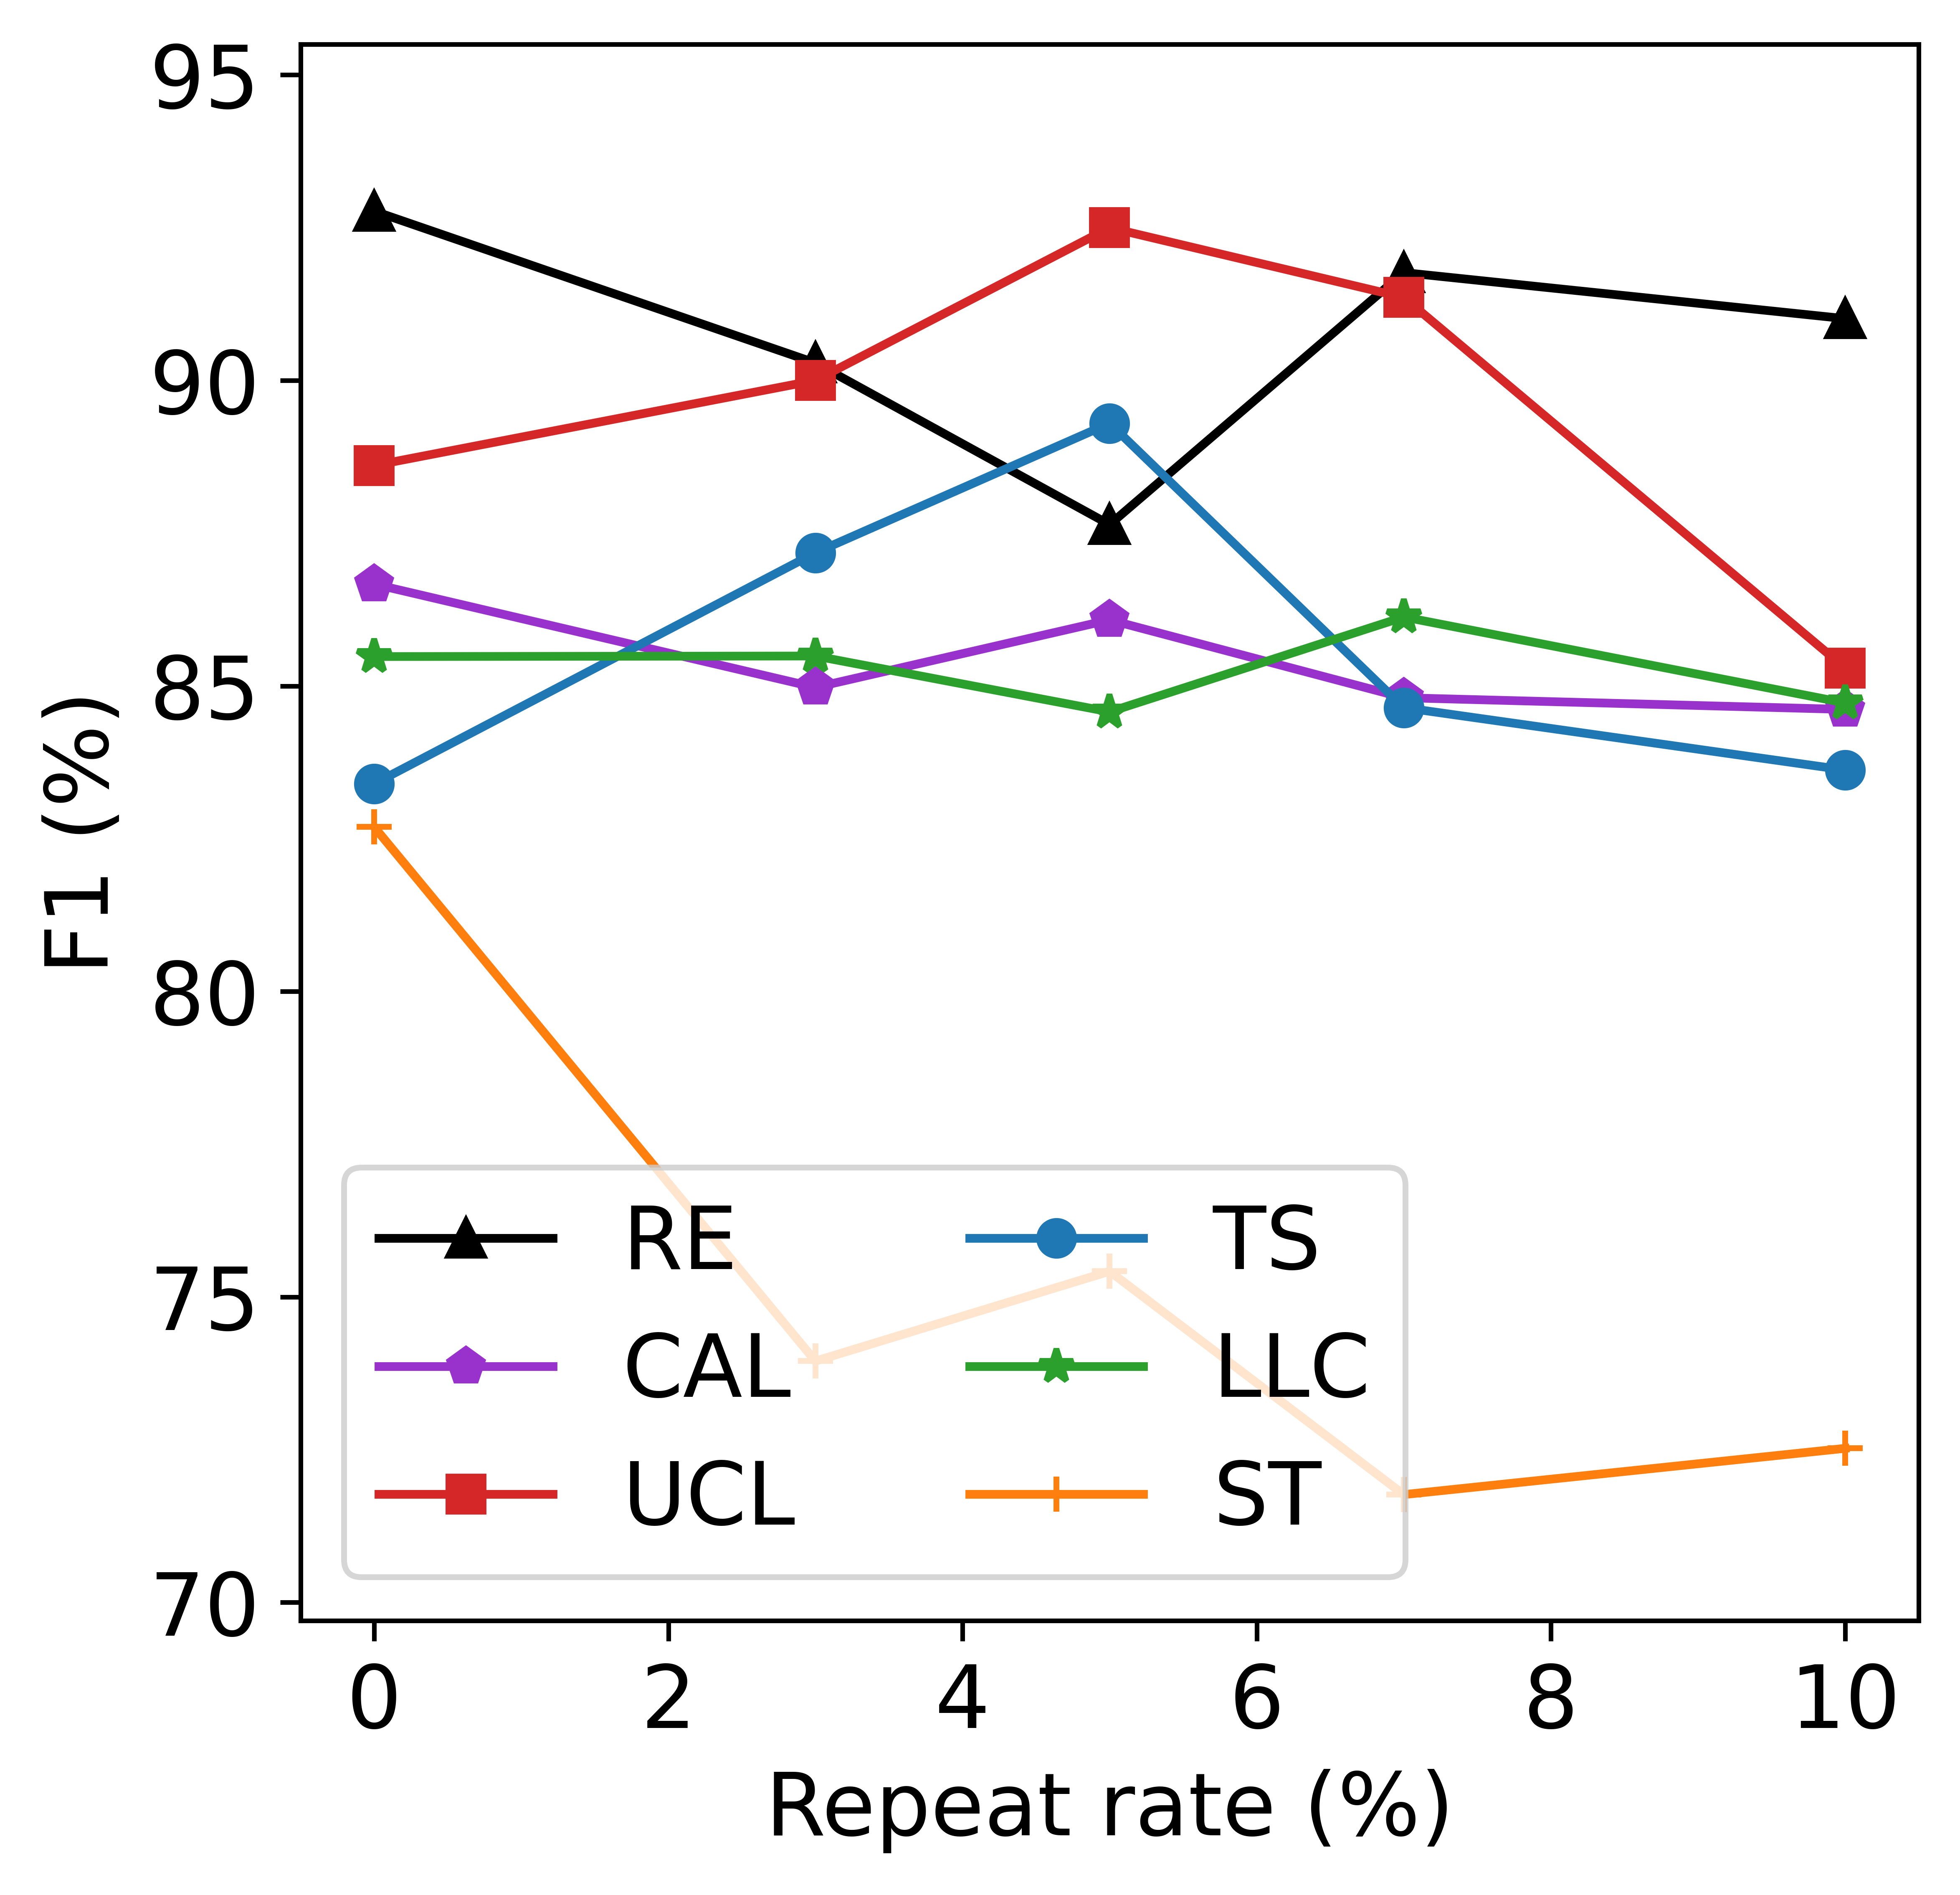 95
90
85
80
75
70
F1 (%)
RE
CAL
UCL
TS
LLC
ST
0 2 4 6 8 10
Repeat rate (%)